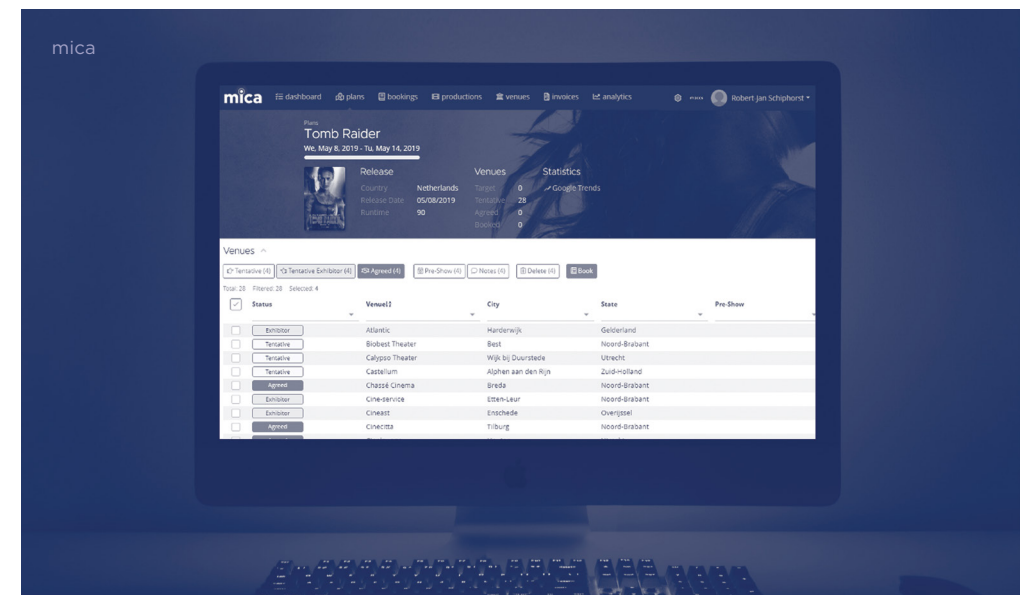 mica
mica dashboard plans bookings productions venues invoices analytics Robert Jan Schiphorst
Plans
Tomb Raider
We, May 8, 2019 - Tu, May 14, 2019
Release Venues Statistics
Country Netherlands Target 0 Google Trends
Release Date 05/08/2019 Tentative 28
Runtime 90 Agreed 0
Booked 0
Venues
Tentative (4) Tentative Exhibitor (4) Agreed (4) Pre-Show (4) Notes (4) Delete (4) Book
Total: 28 Filtered: 28 Selected: 4
Status Venue City State Pre-Show
Exhibitor Atlantic Harderwijk Gelderland
Tentative Biobest Theater Best Noord-Brabant
Tentative Calypso Theater Wijk bij Duurstede Utrecht
Tentative Castellum Alphen aan den Rijn Zuid-Holland
Agreed Chassé Cinema Breda Noord-Brabant
Exhibitor Cine-service Etten-Leur Noord-Brabant
Exhibitor Cineast Enschede Overijssel
Agreed Cinecitta Tilburg Noord-Brabant